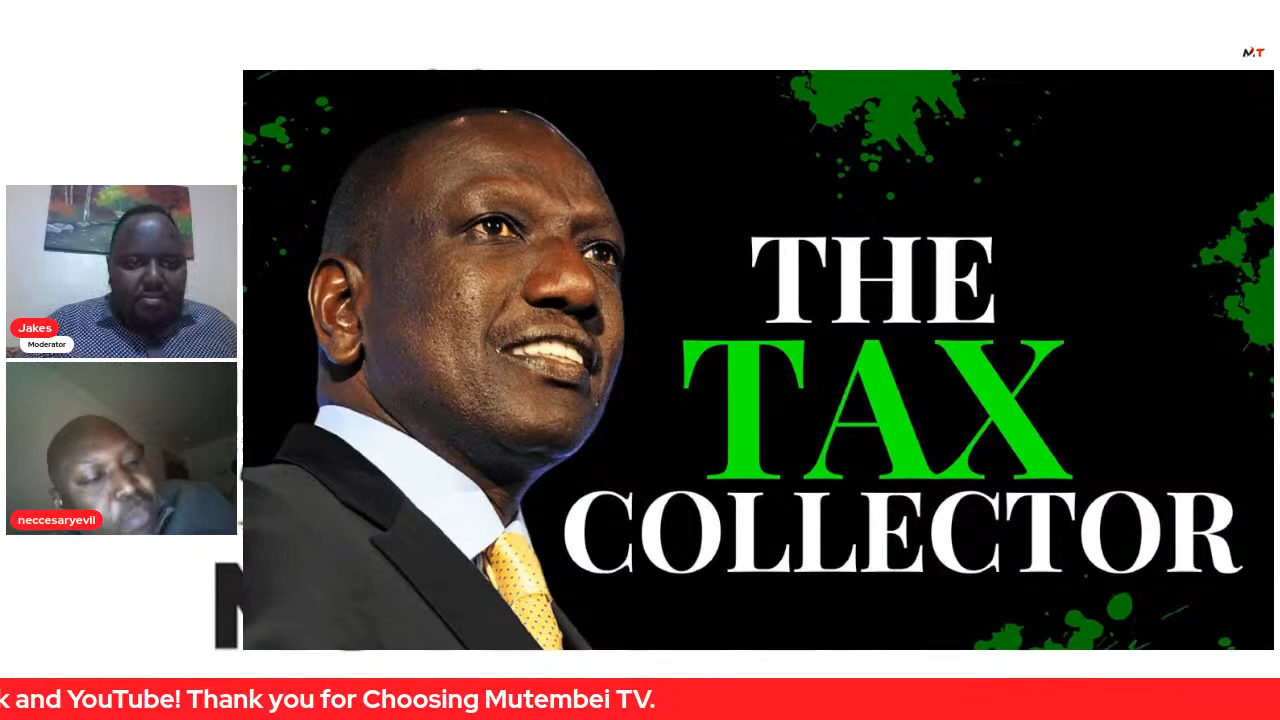 M.T
THE
TAX
COLLECTOR
Jakes
Moderator
neccesaryevil
k and YouTube! Thank you for Choosing Mutembei TV.